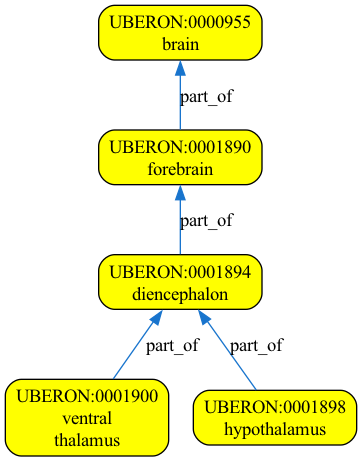 UBERON:0000955
brain
part_of
UBERON:0001890
forebrain
part_of
UBERON:0001894
diencephalon
part_of
part_of
UBERON:0001900
ventral
thalamus
UBERON:0001898
hypothalamus